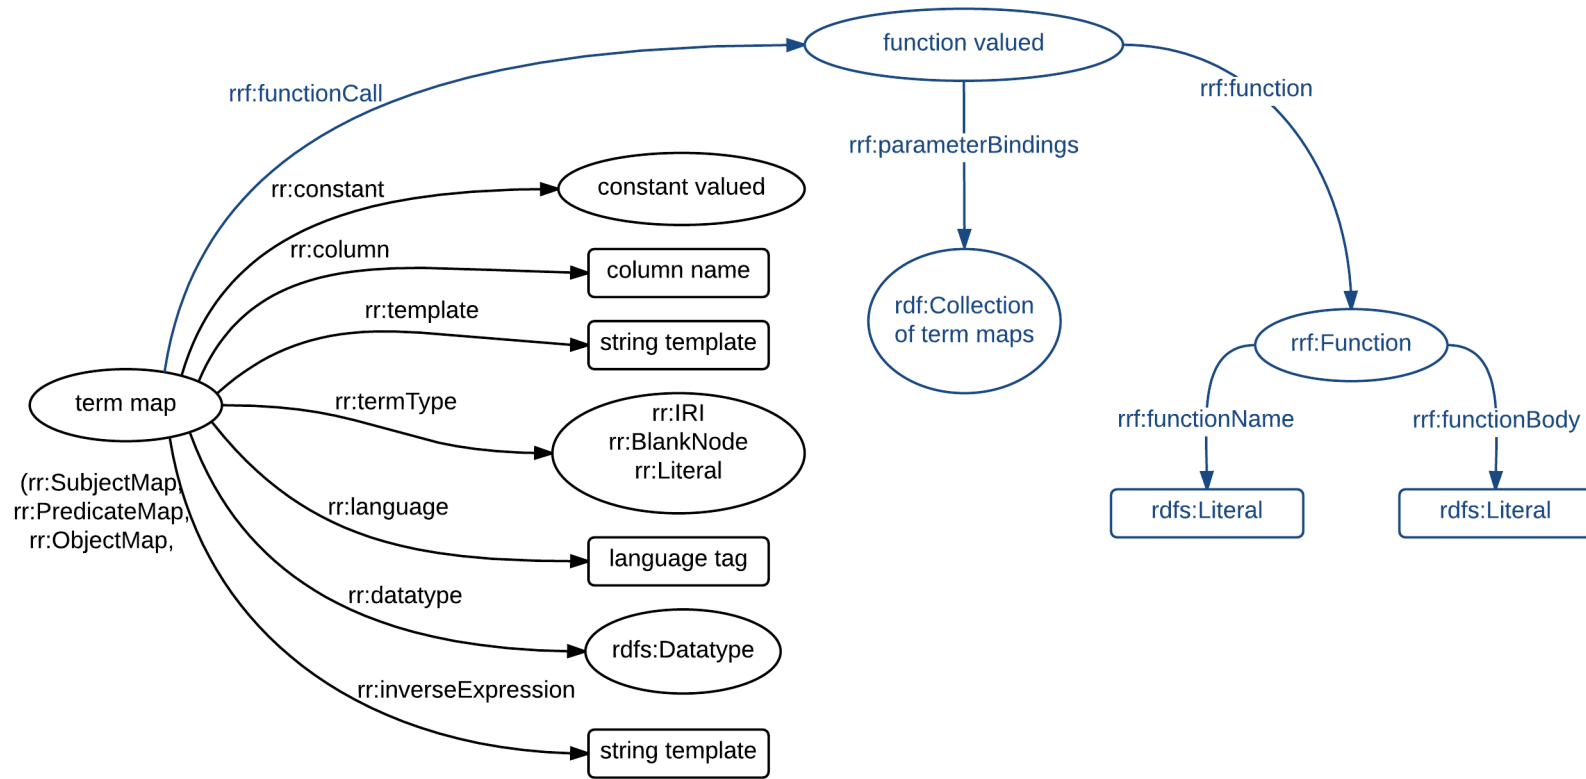 function valued
rrf:function
rrf:functionCall
rrf:parameterBindings
rr:constant
constant valued
rr:column
column name
rdf:Collection
of term maps
rr:template
string template
rrf:Function
term map
rr:termType
rr:IRI
rr:BlankNode
rr:Literal
rrf:functionName
rrf:functionBody
(rr:SubjectMap,
rr:PredicateMap,
rr:ObjectMap,
rr:language
rdfs:Literal
rdfs:Literal
language tag
rr:datatype
rdfs:Datatype
rr:inverseExpression
string template